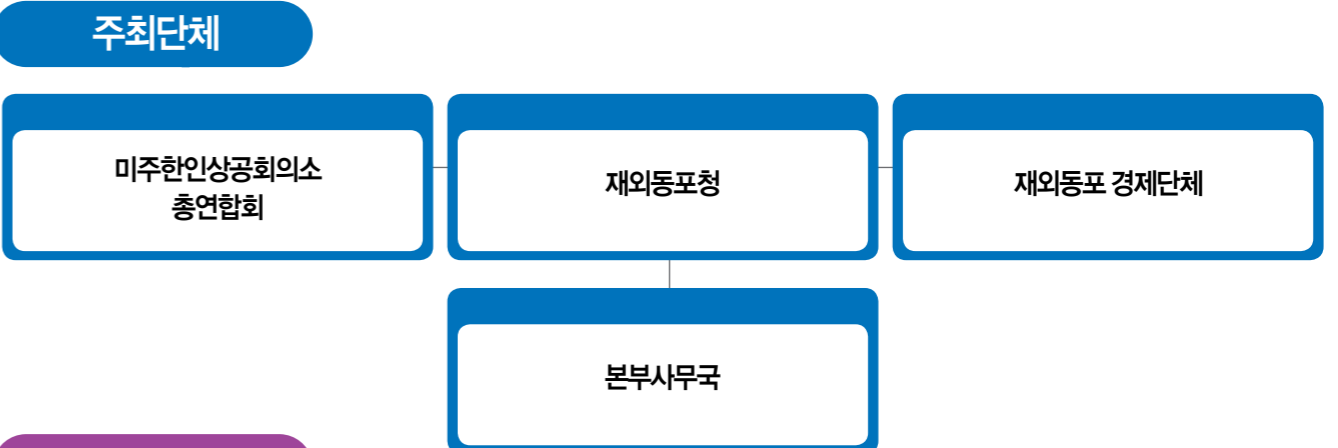 주최단체
미주한인상공회의소
총연합회
재외동포청
재외동포 경제단체
본부사무국